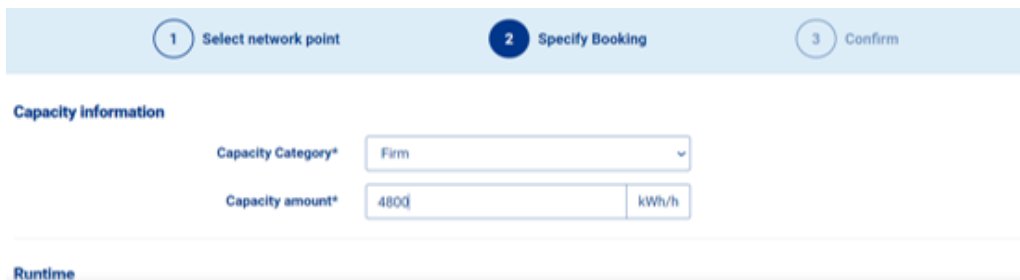 1 Select network point 2 Specify Booking 3 Confirm
Capacity information
Capacity Category* Firm
Capacity amount* 4800 kWh/h
Runtime